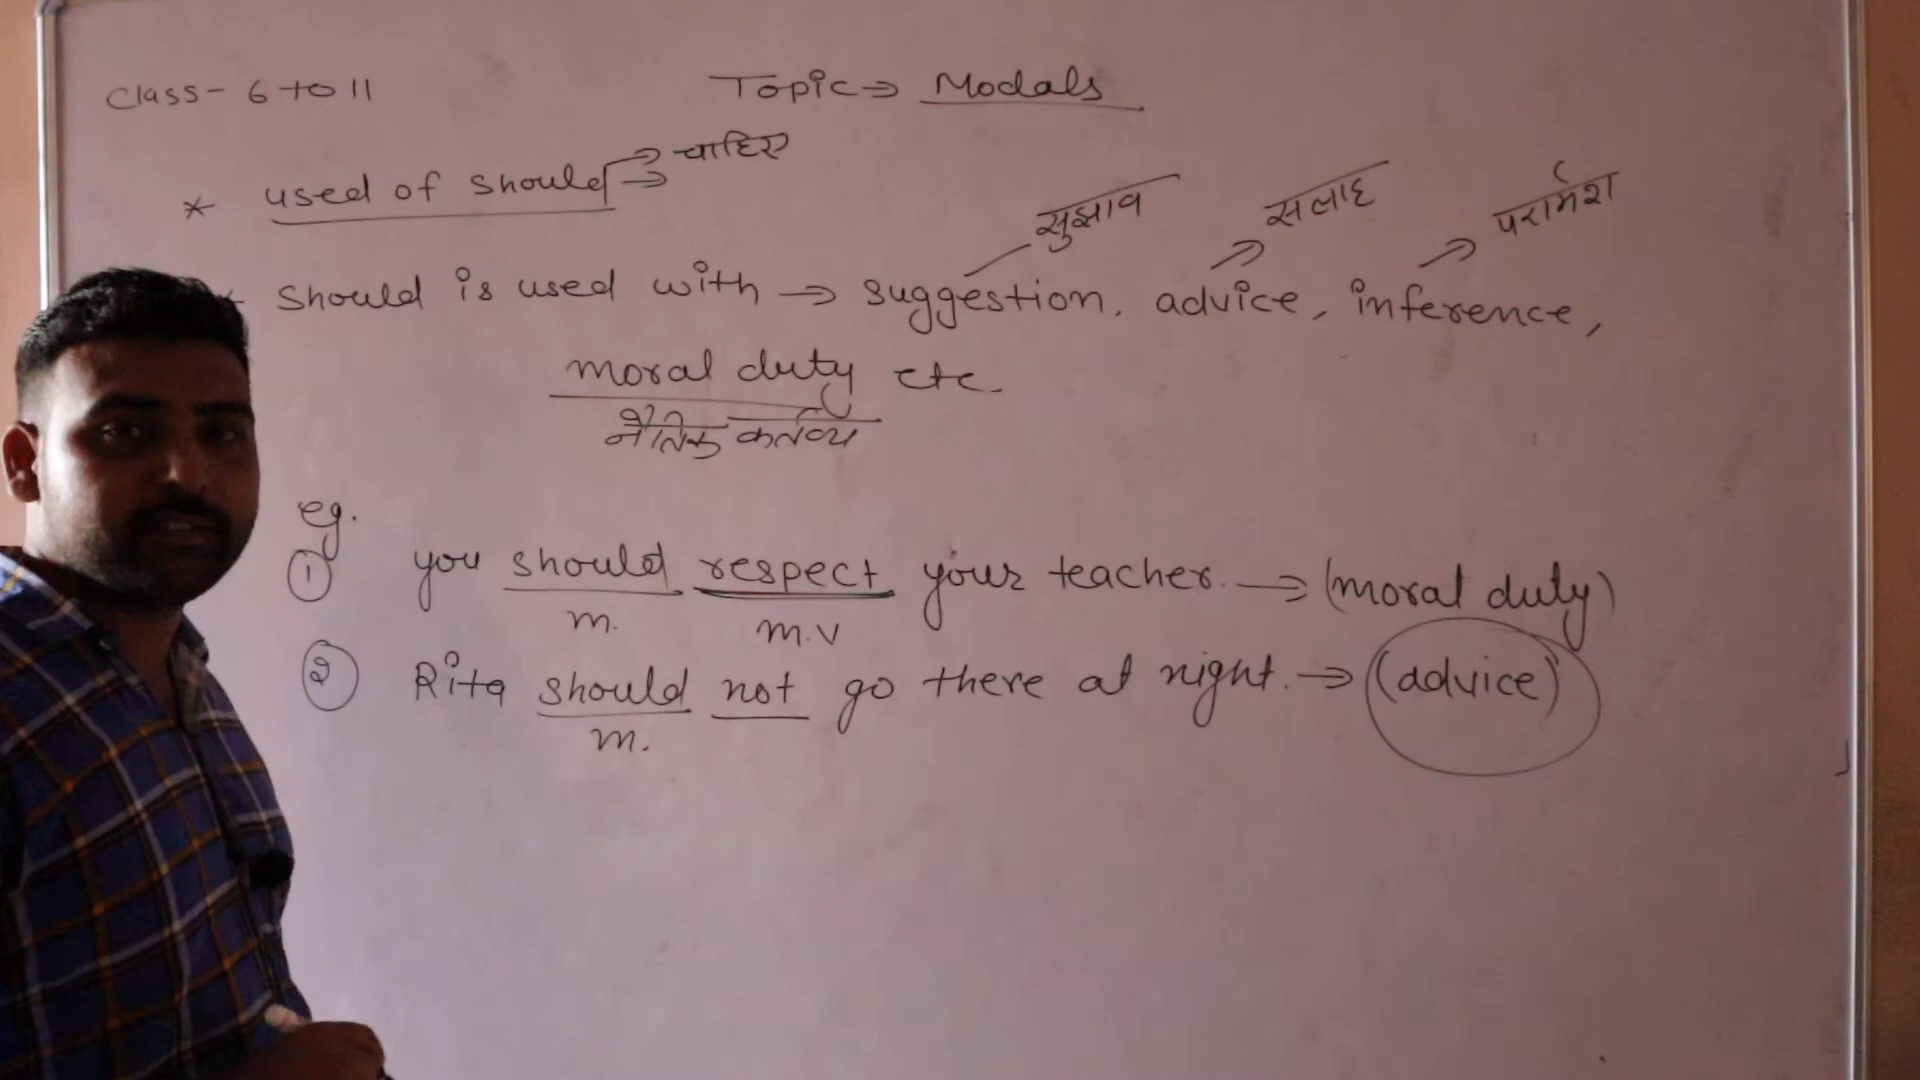 Class- 6 to 11
Topic → Modals
* used of should → चाहिए
सुझाव सलाह परार्मश
Should is used with → suggestion, advice, inference,
moral duty etc.
नैतिक कर्तव्य
eg.
① you should respect your teacher. → (moral duty)
m. m.v
② Rita should not go there at night. → (advice)
m.